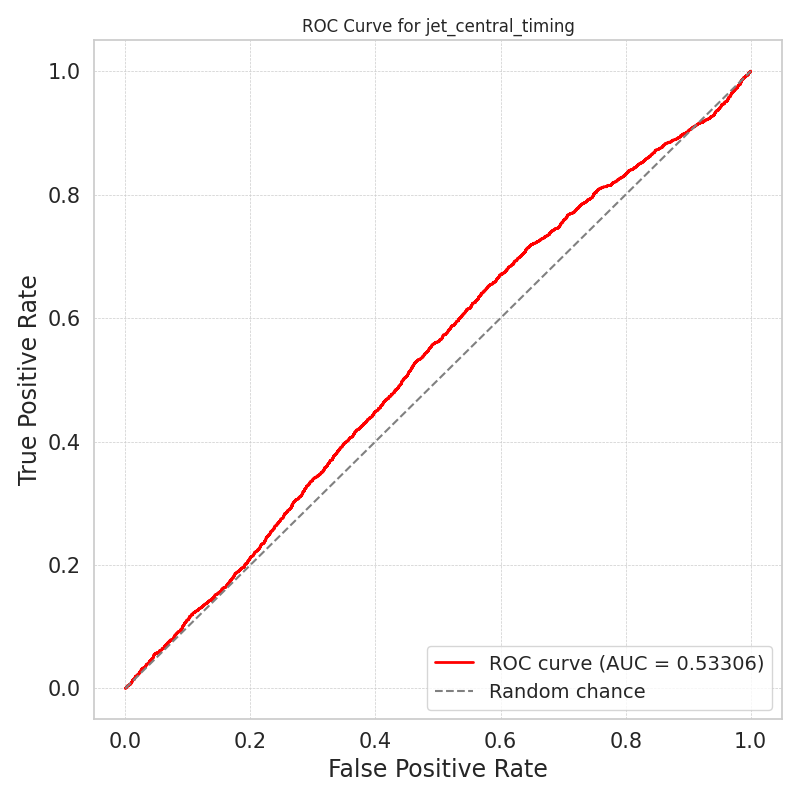 ROC Curve for jet_central_timing
1.0
0.8
0.6
0.4
0.2
0.0
True Positive Rate
ROC curve (AUC = 0.53306)
Random chance
0.0 0.2 0.4 0.6 0.8 1.0
False Positive Rate